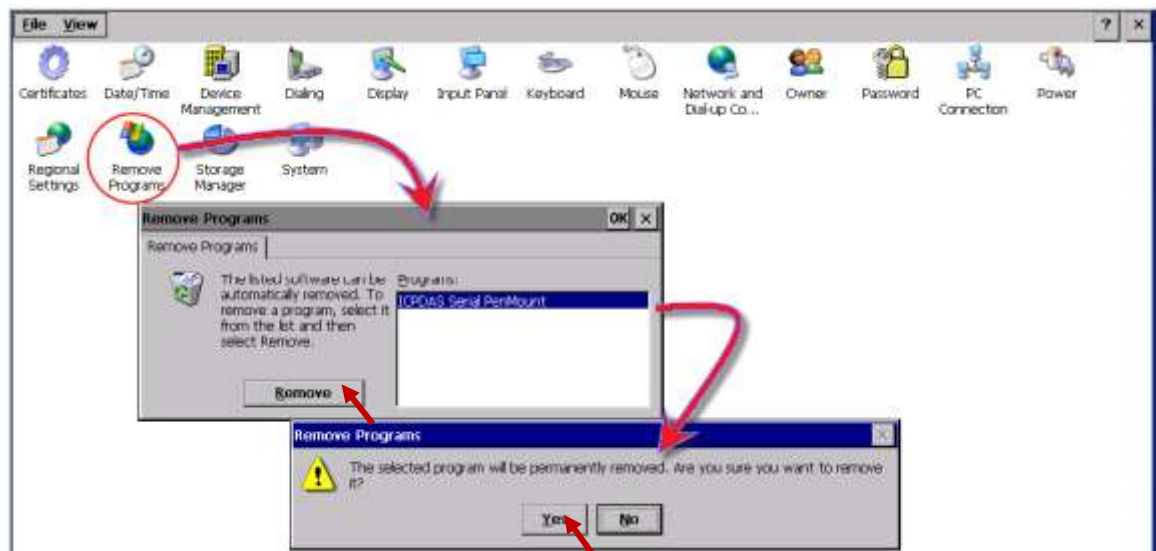 File View ? ×
Certificates Date/Time Device Management Dialing Display Input Panel Keyboard Mouse Network and Dial-up Co... Owner Password PC Connection Power
Regional Settings Remove Programs Storage Manager System
Remove Programs OK ×
Remove Programs
The listed software can be
automatically removed. To
remove a program, select it
from the list and then
select Remove.
Programs:
ICPDAS Serial PenMount
Remove
Remove Programs
The selected program will be permanently removed. Are you sure you want to remove
it?
Yes No